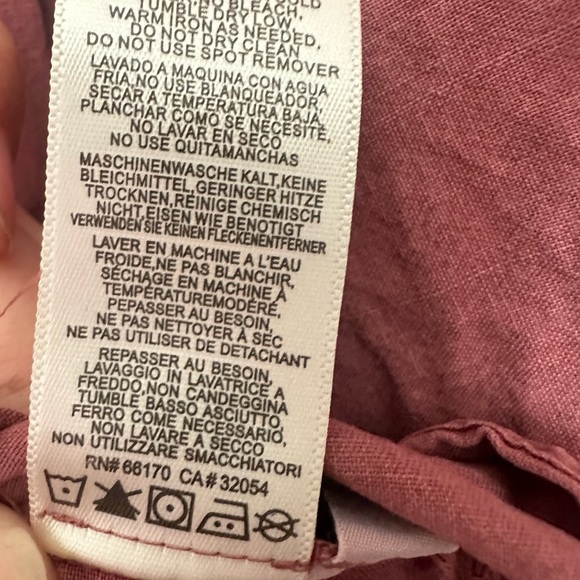 NO BLEACH,
TUMBLE DRY LOW,
WARM IRON AS NEEDED,
DO NOT DRY CLEAN
DO NOT USE SPOT REMOVER
LAVADO A MAQUINA CON AGUA
FRIA,NO USE BLANQUEADOR,
SECAR A TEMPERATURA BAJA,
PLANCHAR COMO SE NECESITE,
NO LAVAR EN SECO
NO USE QUITAMANCHAS
MASCHINENWASCHE KALT,KEINE
BLEICHMITTEL,GERINGER HITZE
TROCKNEN,REINIGE CHEMISCH
NICHT,EISEN WIE BENOTIGT
VERWENDEN SIE KEINEN FLECKENENTFERNER
LAVER EN MACHINE A L'EAU
FROIDE,NE PAS BLANCHIR,
SÉCHAGE EN MACHINE À
TEMPÉRATUREMODÉRÉ,
PEPASSER AU BESOIN,
NE PAS NETTOYER À SEC
NE PAS UTILISER DE DETACHANT
REPASSER AU BESOIN,
LAVAGGIO IN LAVATRICE A
FREDDO,NON CANDEGGINA
TUMBLE BASSO ASCIUTTO,
FERRO COME NECESSARIO,
NON LAVARE A SECCO
NON UTILIZZARE SMACCHIATORI
RN# 66170 CA# 32054